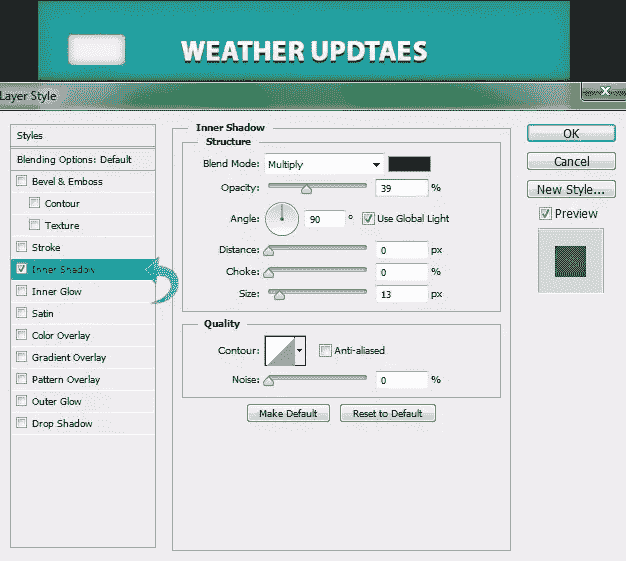 WEATHER UPDTAES
Layer Style
X
Styles
Blending Options: Default
Bevel & Emboss
Contour
Texture
Stroke
Inner Shadow
Inner Glow
Satin
Color Overlay
Gradient Overlay
Pattern Overlay
Outer Glow
Drop Shadow
Inner Shadow
Structure
Blend Mode: Multiply
Opacity: 39 %
Angle: 90 ° Use Global Light
Distance: 0 px
Choke: 0 %
Size: 13 px
Quality
Contour: Anti-aliased
Noise: 0 %
Make Default Reset to Default
OK
Cancel
New Style...
Preview